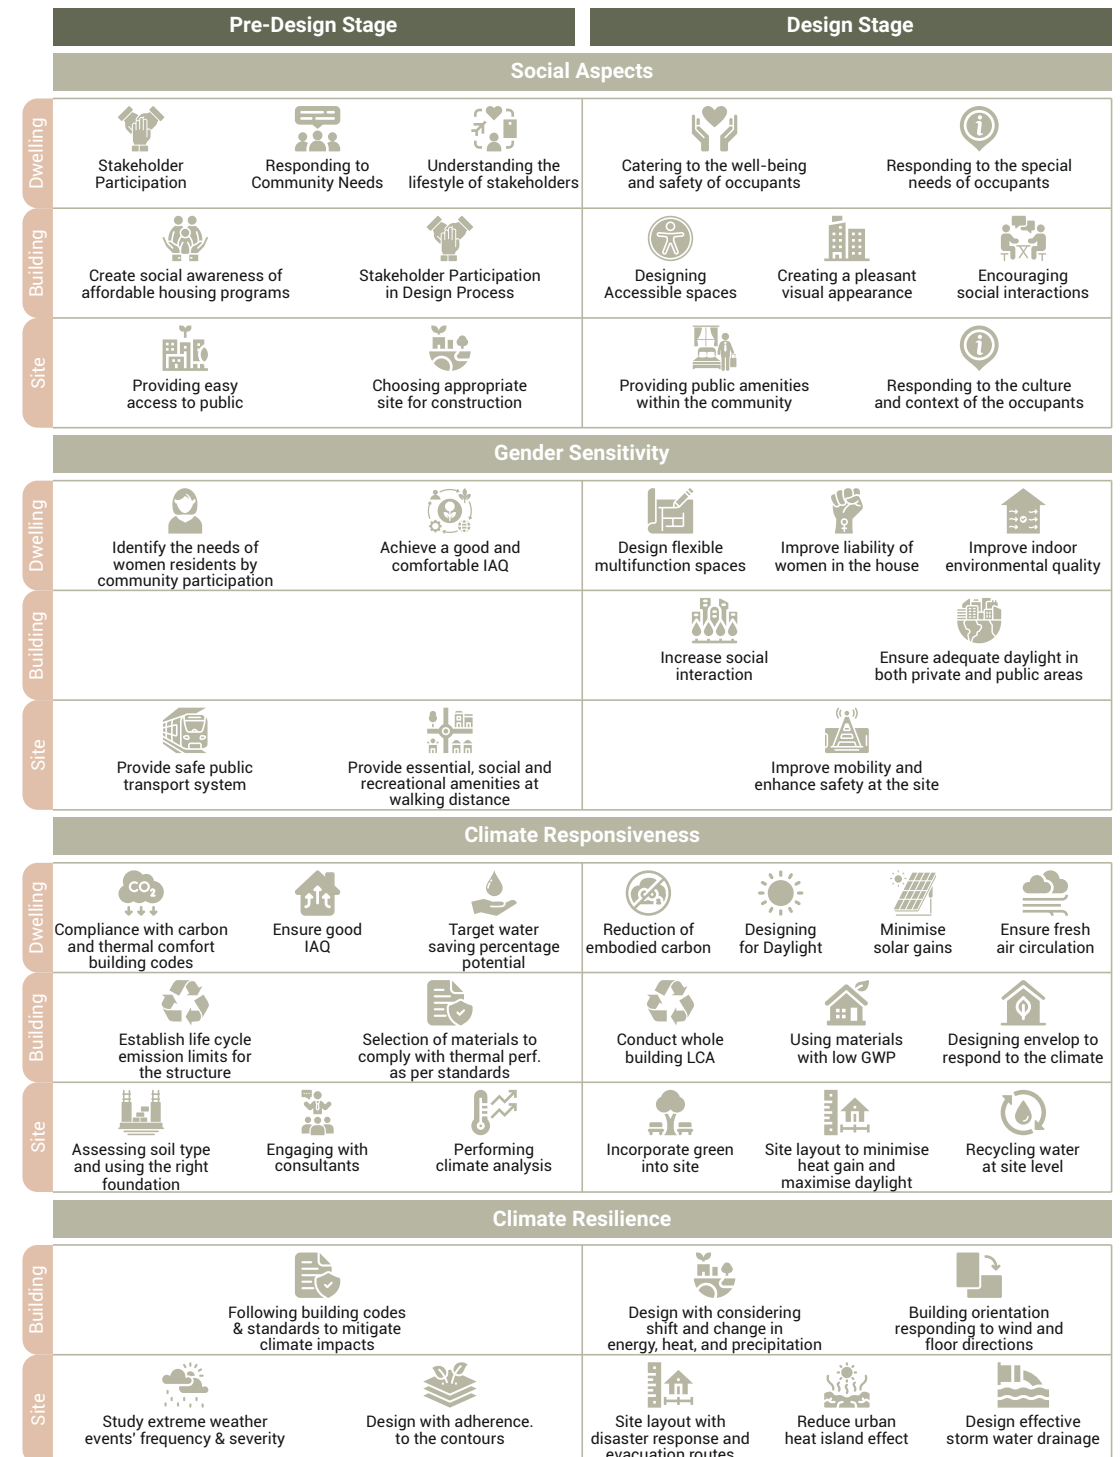 Pre-Design Stage
Design Stage
Social Aspects
Dwelling
Stakeholder
Participation
Responding to
Community Needs
Understanding the
lifestyle of stakeholders
Catering to the well-being
and safety of occupants
Responding to the special
needs of occupants
Building
Create social awareness of
affordable housing programs
Stakeholder Participation
in Design Process
Designing
Accessible spaces
Creating a pleasant
visual appearance
Encouraging
social interactions
Site
Providing easy
access to public
Choosing appropriate
site for construction
Providing public amenities
within the community
Responding to the culture
and context of the occupants
Gender Sensitivity
Dwelling
Identify the needs of
women residents by
community participation
Achieve a good and
comfortable IAQ
Design flexible
multifunction spaces
Improve liability of
women in the house
Improve indoor
environmental quality
Building
Increase social
interaction
Ensure adequate daylight in
both private and public areas
Site
Provide safe public
transport system
Provide essential, social and
recreational amenities at
walking distance
Improve mobility and
enhance safety at the site
Climate Responsiveness
Dwelling
CO2
Compliance with carbon
and thermal comfort
building codes
Ensure good
IAQ
Target water
saving percentage
potential
Reduction of
embodied carbon
Designing
for Daylight
Minimise
solar gains
Ensure fresh
air circulation
Building
Establish life cycle
emission limits for
the structure
Selection of materials to
comply with thermal perf.
as per standards
Conduct whole
building LCA
Using materials
with low GWP
Designing envelop to
respond to the climate
Site
Assessing soil type
and using the right
foundation
Engaging with
consultants
Performing
climate analysis
Incorporate green
into site
Site layout to minimise
heat gain and
maximise daylight
Recycling water
at site level
Climate Resilience
Building
Following building codes
& standards to mitigate
climate impacts
Design with considering
shift and change in
energy, heat, and precipitation
Building orientation
responding to wind and
floor directions
Site
Study extreme weather
events' frequency & severity
Design with adherence.
to the contours
Site layout with
disaster response and
evacuation routes
Reduce urban
heat island effect
Design effective
storm water drainage